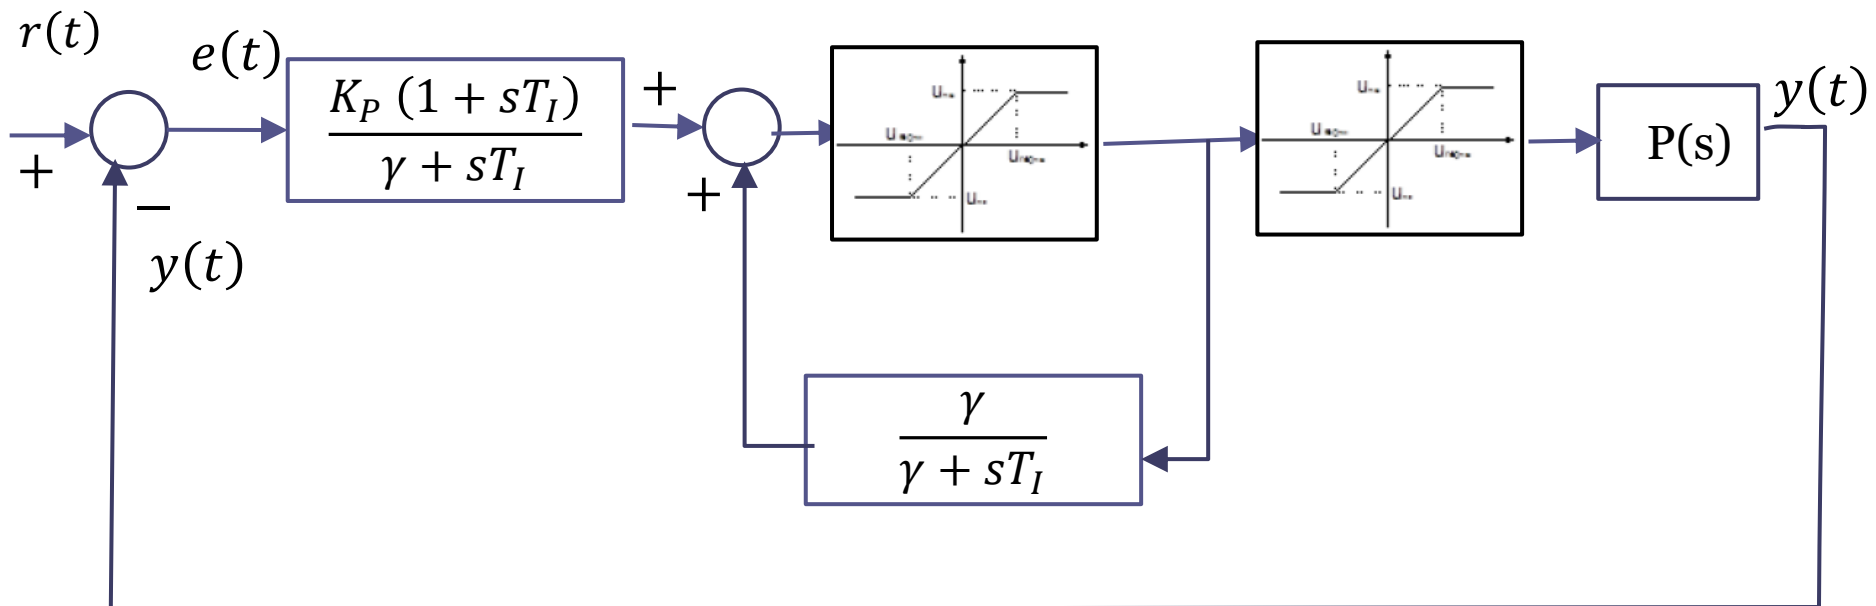 r(t)
e(t)
K_P (1 + sT_I)
γ + sT_I
+
+
+
−
y(t)
P(s)
y(t)
γ
γ + sT_I